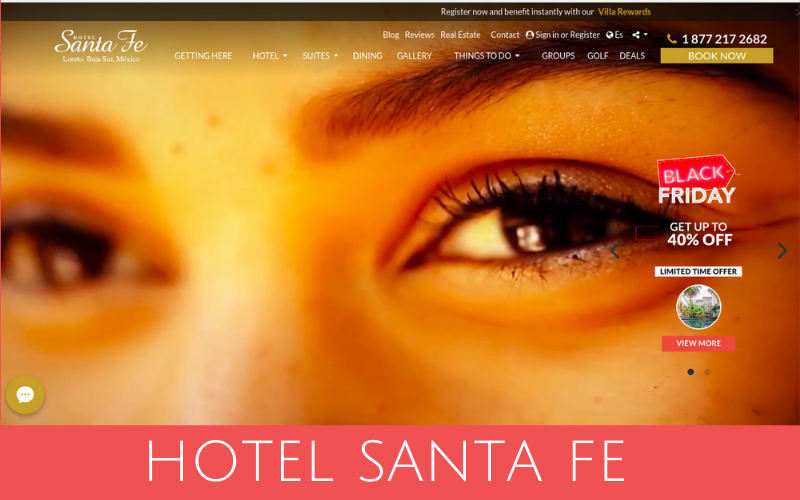 Register now and benefit instantly with our Villa Rewards
HOTEL
Santa Fe
Loreto, Baja Sur, México
Blog Reviews Real Estate Contact Sign in or Register Es
1 877 217 2682
GETTING HERE HOTEL SUITES DINING GALLERY THINGS TO DO GROUPS GOLF DEALS
BOOK NOW
BLACK
FRIDAY
GET UP TO
40% OFF
LIMITED TIME OFFER
VIEW MORE
HOTEL SANTA FE